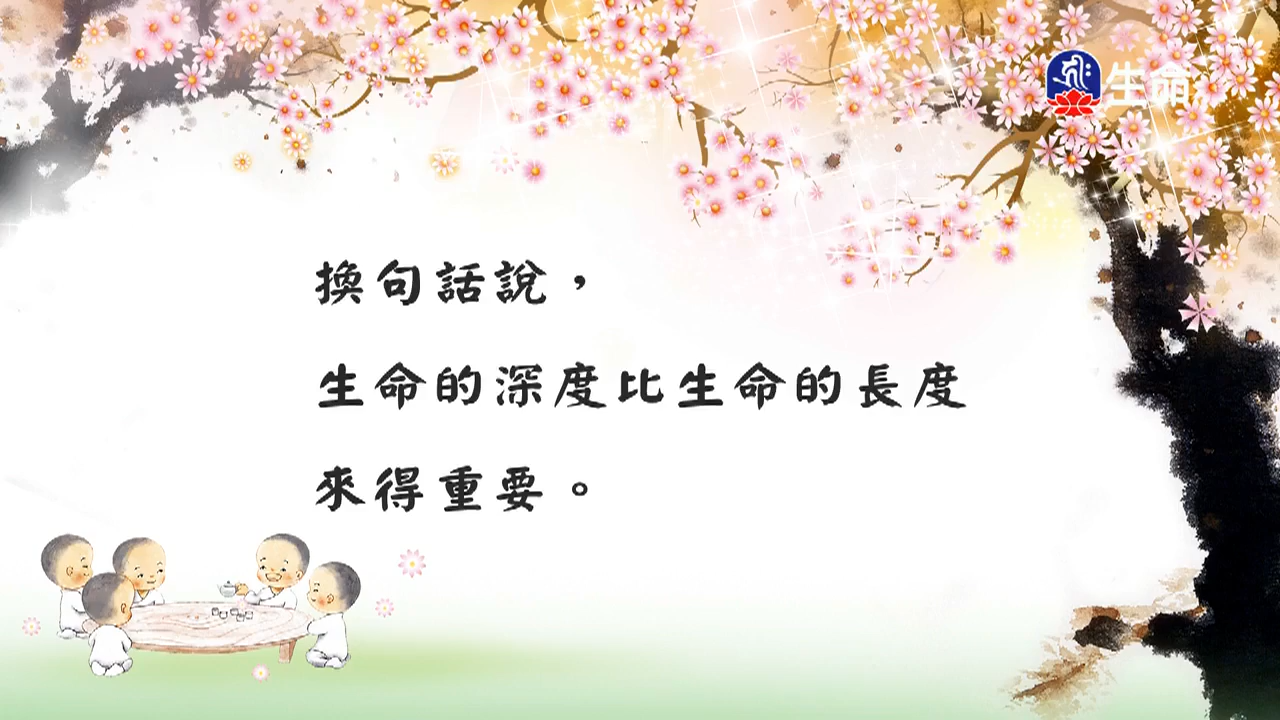 生命
換句話說，
生命的深度比生命的長度
來得重要。